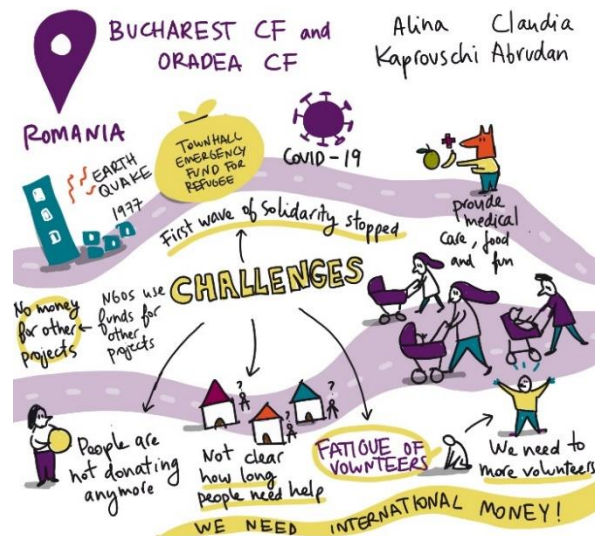 BUCHAREST CF and
ORADEA CF
Alina Claudia
Kaprouschi Abrudan
ROMANIA
EARTH
QUAKE
1977
TOWNHALL
EMERGENCY
FUND FOR
REFUGEE
COVID-19
provide
medical
care, food
and fun
First wave of solidarity stopped
CHALLENGES
No money
for other
projects
NGOS use
funds for
other
projects
People are
not donating
anymore
? ? ?
Not clear
how long
people need help
FATIGUE OF
VOLUNTEERS
We need to
more volunteers
WE NEED INTERNATIONAL MONEY!